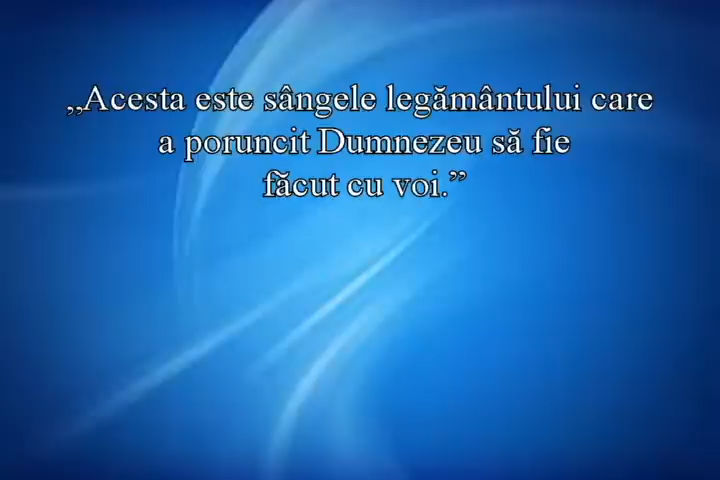 „Acesta este sângele legământului care
a poruncit Dumnezeu să fie
făcut cu voi.”